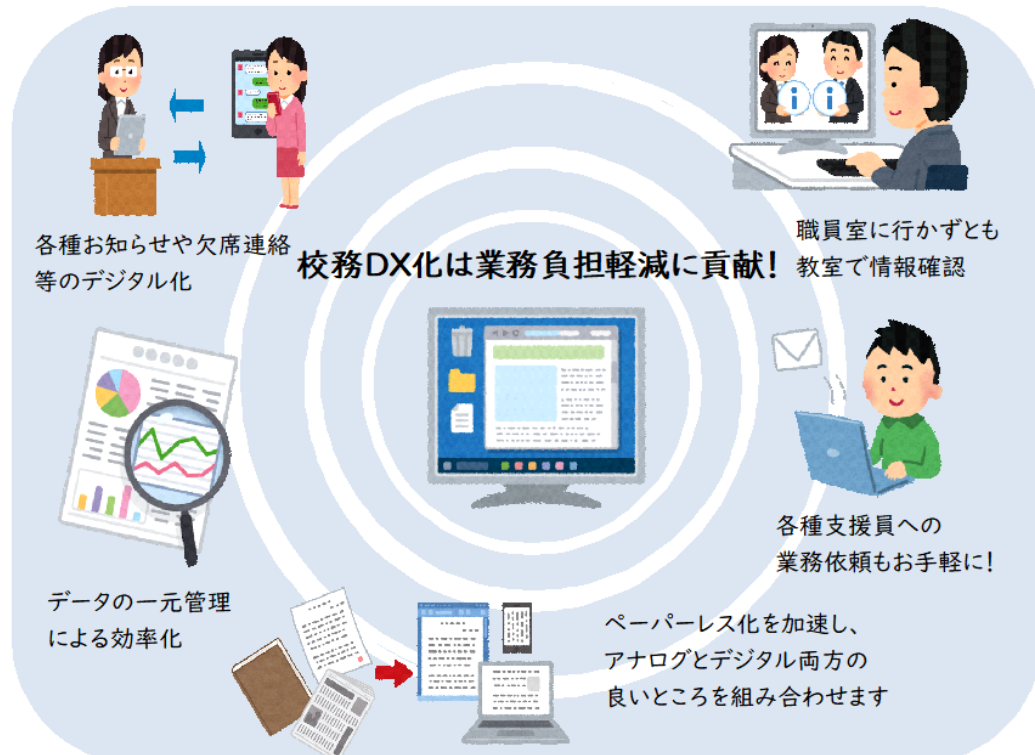 各種お知らせや欠席連絡
等のデジタル化
校務DX化は業務負担軽減に貢献!
職員室に行かずとも
教室で情報確認
各種支援員への
業務依頼もお手軽に!
データの一元管理
による効率化
ペーパーレス化を加速し、
アナログとデジタル両方の
良いところを組み合わせます